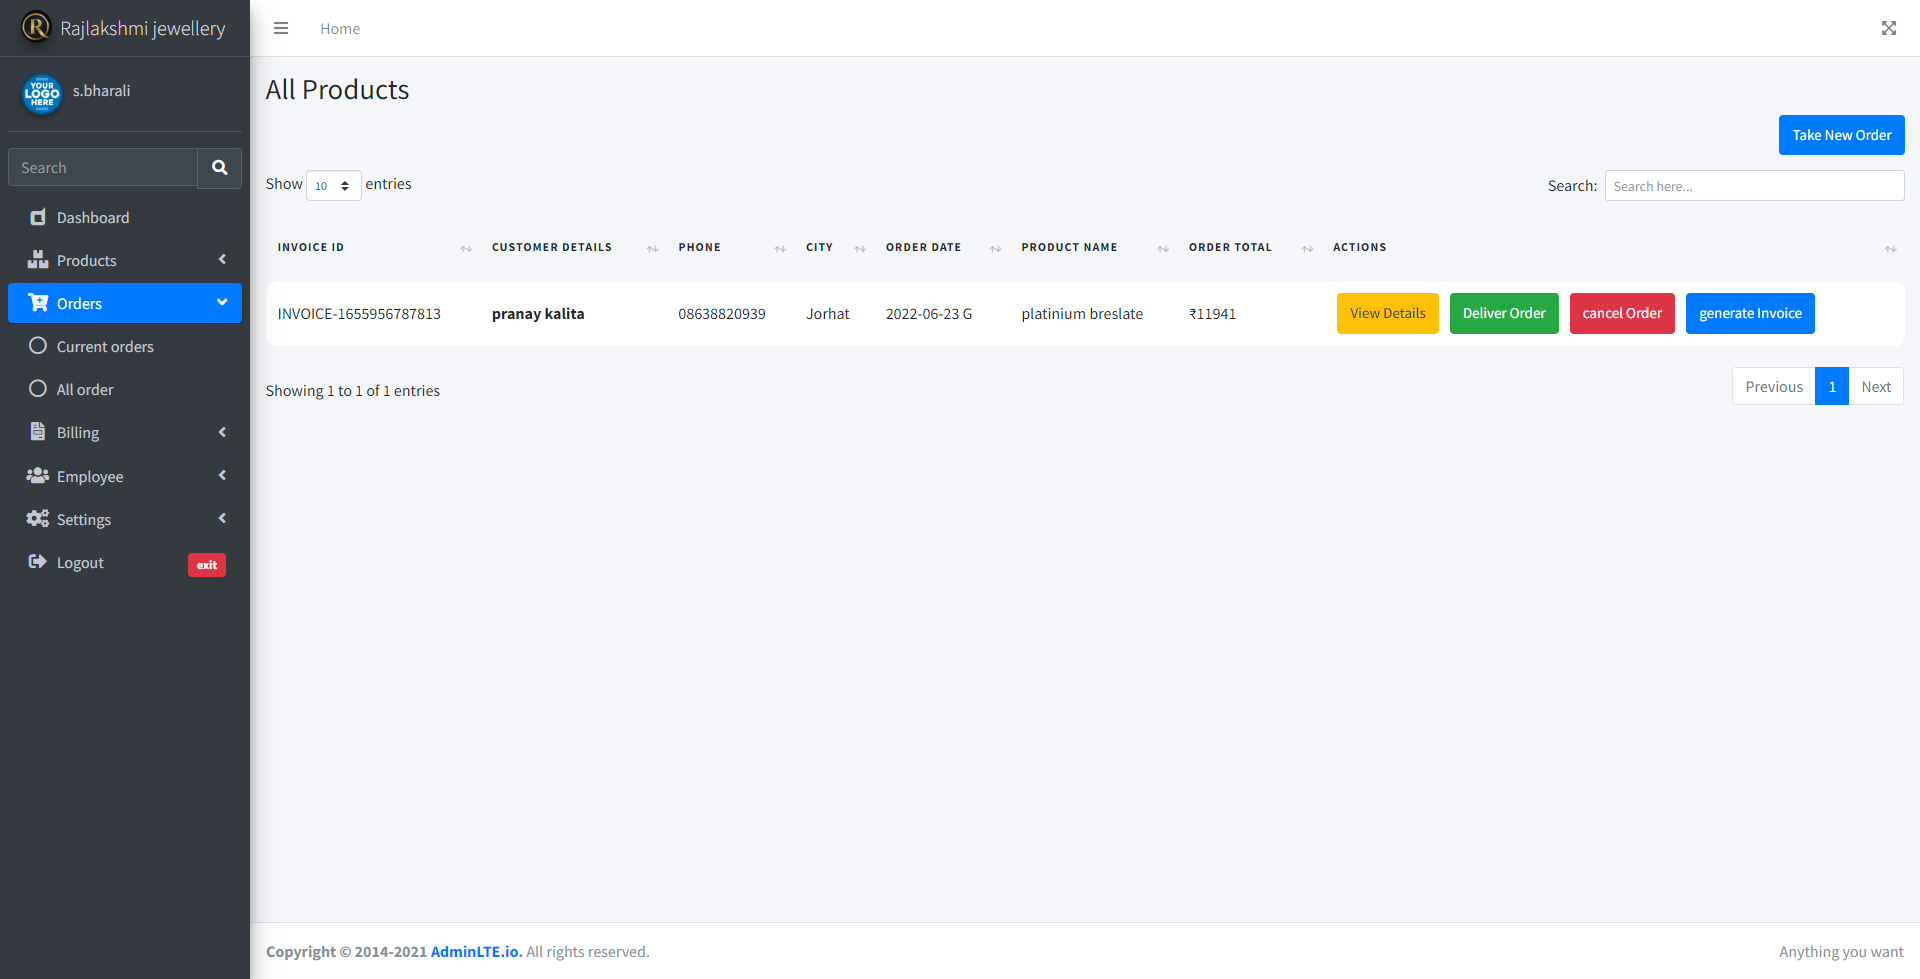 R Rajlakshmi jewellery
YOUR LOGO HERE
s.bharali
Search
Dashboard
Products
Orders
Current orders
All order
Billing
Employee
Settings
Logout exit
Home
All Products
Take New Order
Show 10 entries
Search: Search here...
INVOICE ID CUSTOMER DETAILS PHONE CITY ORDER DATE PRODUCT NAME ORDER TOTAL ACTIONS
INVOICE-1655956787813 pranay kalita 08638820939 Jorhat 2022-06-23 G platinium breslate ₹11941 View Details Deliver Order cancel Order generate Invoice
Showing 1 to 1 of 1 entries
Previous 1 Next
Copyright © 2014-2021 AdminLTE.io. All rights reserved.
Anything you want